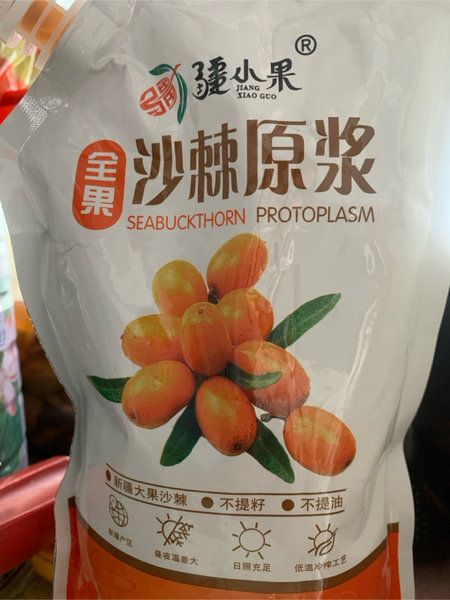 疆小果®
JIANG
XIAO GUO
全果
沙棘原浆
SEABUCKTHORN PROTOPLASM
●新疆大果沙棘 ●不提籽 ●不提油
新疆产区 昼夜温差大 日照充足 低温冷榨工艺